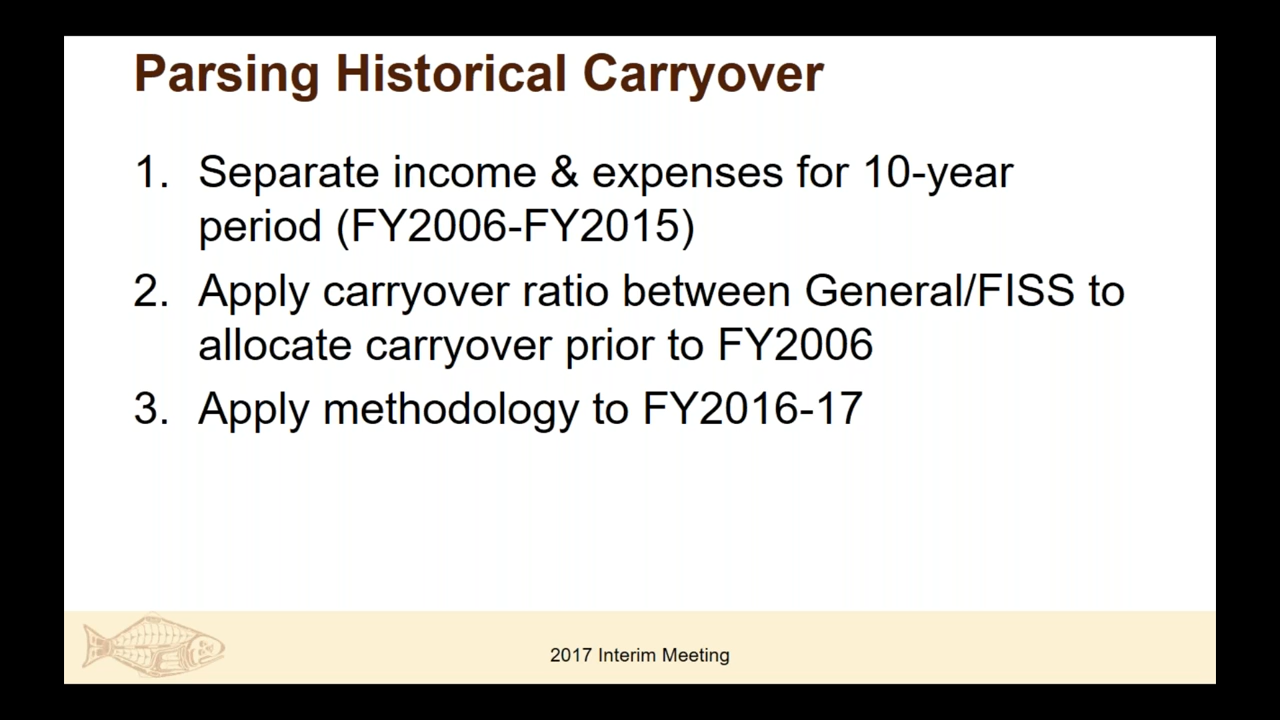 Parsing Historical Carryover
1. Separate income & expenses for 10-year
period (FY2006-FY2015)
2. Apply carryover ratio between General/FISS to
allocate carryover prior to FY2006
3. Apply methodology to FY2016-17
2017 Interim Meeting